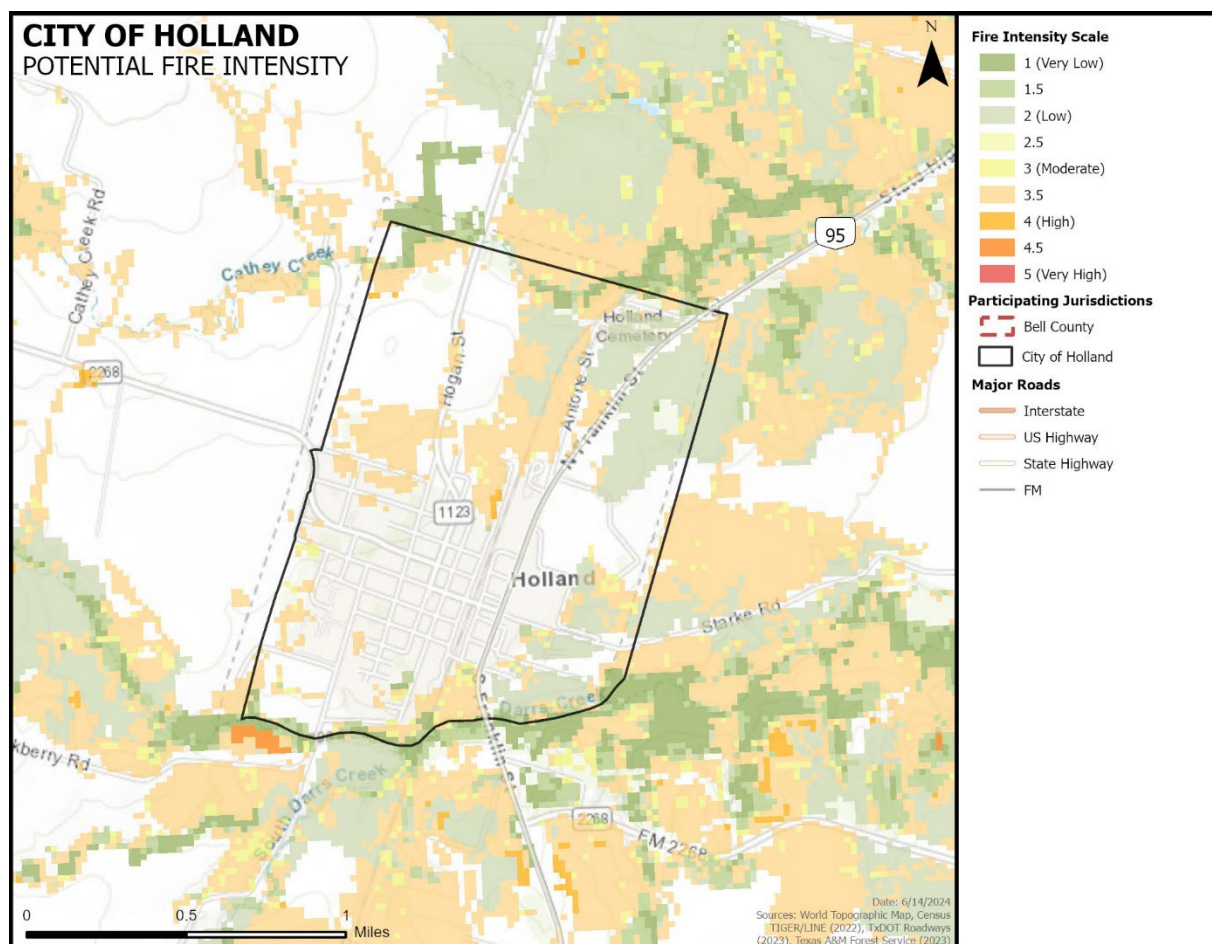 CITY OF HOLLAND
POTENTIAL FIRE INTENSITY
N
95
State
Cathey Creek Rd
Cathey Creek
2268
Hogan St
Holland
Cemetery
Antone St
N Franklin St
1123
Holland
Starke Rd
Darrs Creek
kberry Rd
South Darrs Creek
2268
FM 2268
0
0.5
1
Miles
Date: 6/14/2024
Sources: World Topographic Map, Census
TIGER/LINE (2022), TxDOT Roadways
(2023), Texas A&M Forest Service (2023)
Fire Intensity Scale
1 (Very Low)
1.5
2 (Low)
2.5
3 (Moderate)
3.5
4 (High)
4.5
5 (Very High)
Participating Jurisdictions
Bell County
City of Holland
Major Roads
Interstate
US Highway
State Highway
FM